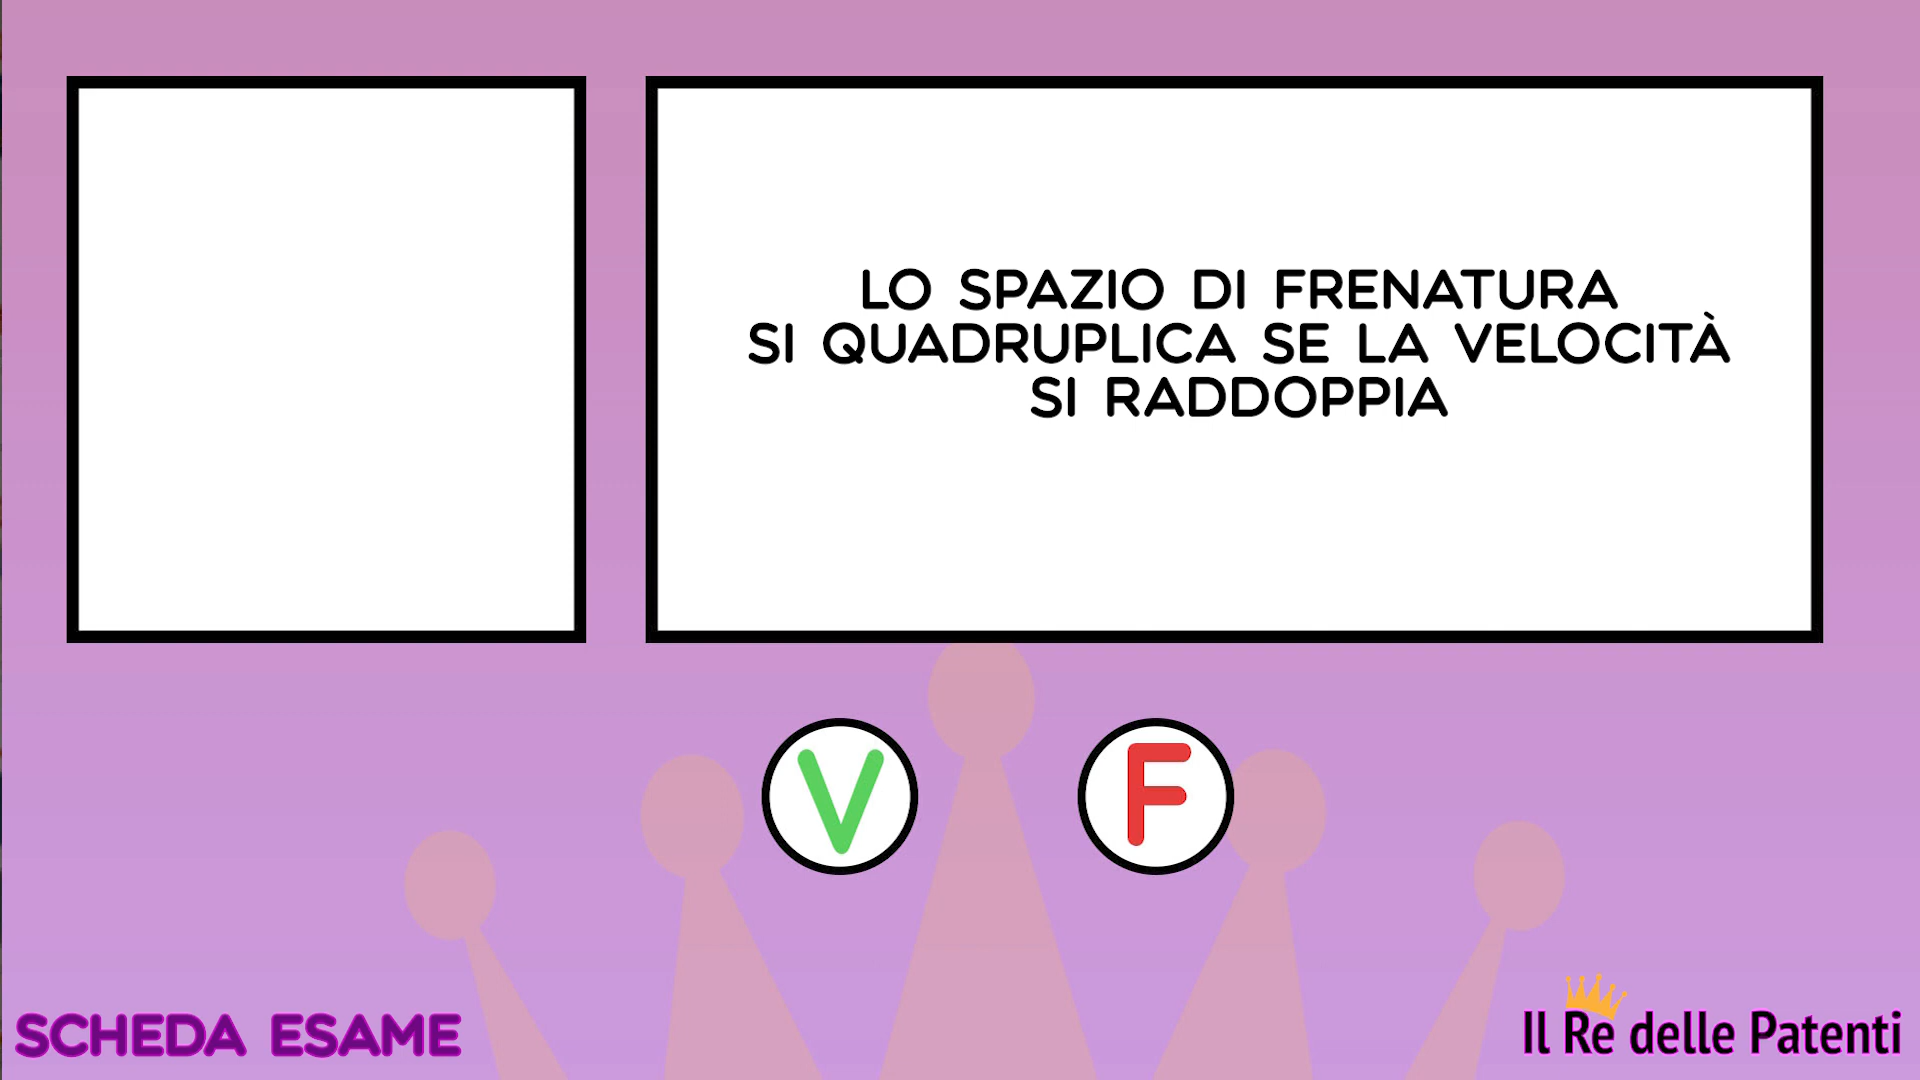 LO SPAZIO DI FRENATURA
SI QUADRUPLICA SE LA VELOCITÀ
SI RADDOPPIA
V
F
SCHEDA ESAME
Il Re delle Patenti